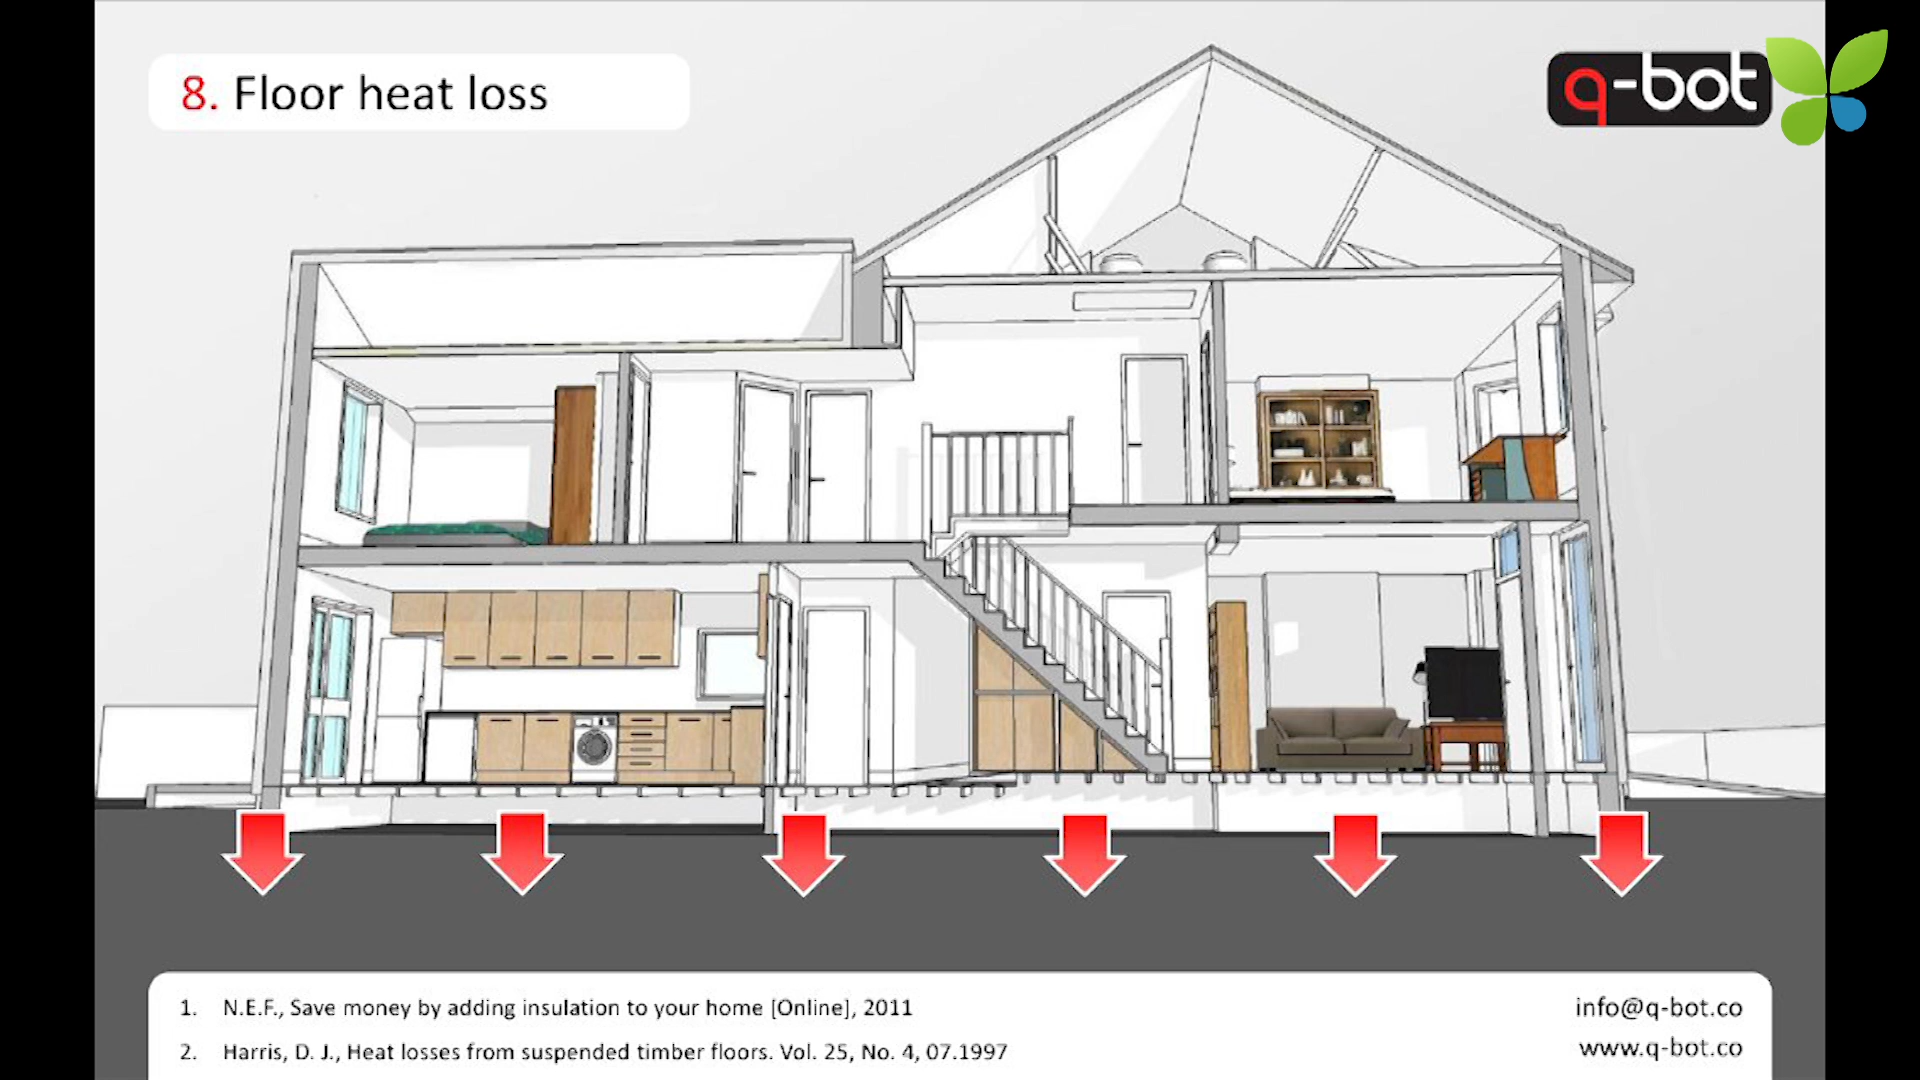 8. Floor heat loss
q-bot
1. N.E.F., Save money by adding insulation to your home [Online], 2011
2. Harris, D. J., Heat losses from suspended timber floors. Vol. 25, No. 4, 07.1997
info@q-bot.co
www.q-bot.co